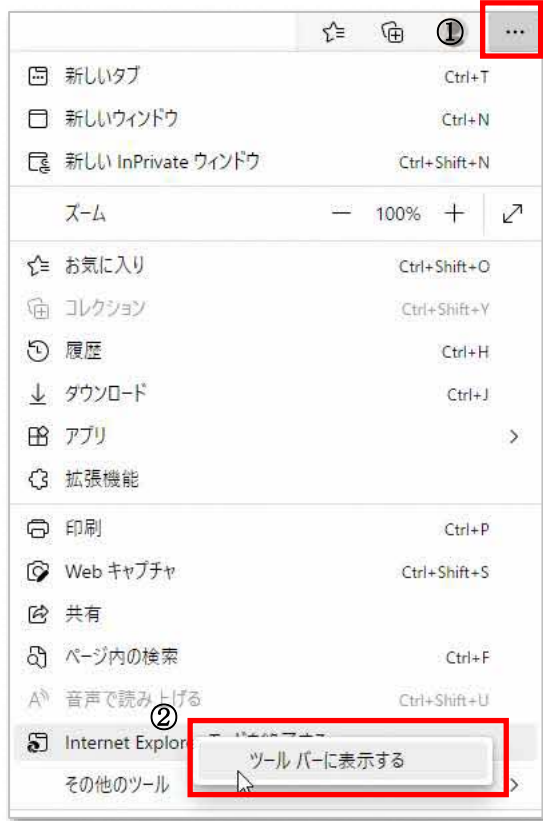 ①
新しいタブ Ctrl+T
新しいウィンドウ Ctrl+N
新しい InPrivate ウィンドウ Ctrl+Shift+N
ズーム 100%
お気に入り Ctrl+Shift+O
コレクション Ctrl+Shift+Y
履歴 Ctrl+H
ダウンロード Ctrl+J
アプリ
拡張機能
印刷 Ctrl+P
Web キャプチャ Ctrl+Shift+S
共有
ページ内の検索 Ctrl+F
音声で読み上げる Ctrl+Shift+U
②
Internet Explor
ツール バーに表示する
その他のツール